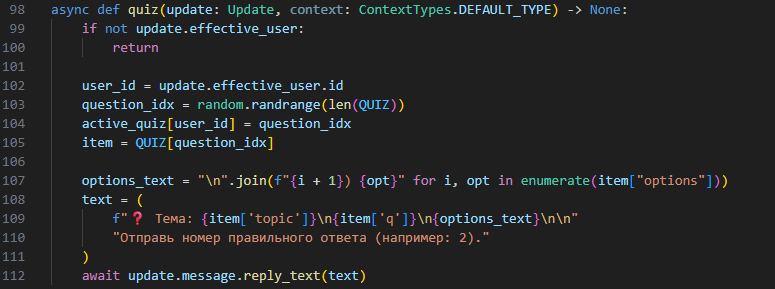 98 async def quiz(update: Update, context: ContextTypes.DEFAULT_TYPE) -> None:
99     if not update.effective_user:
100         return
101
102     user_id = update.effective_user.id
103     question_idx = random.randrange(len(QUIZ))
104     active_quiz[user_id] = question_idx
105     item = QUIZ[question_idx]
106
107     options_text = "\n".join(f"{i + 1}) {opt}" for i, opt in enumerate(item["options"]))
108     text = (
109         f"❓ Тема: {item['topic']}\n{item['q']}\n{options_text}\n\n"
110         "Отправь номер правильного ответа (например: 2)."
111     )
112     await update.message.reply_text(text)